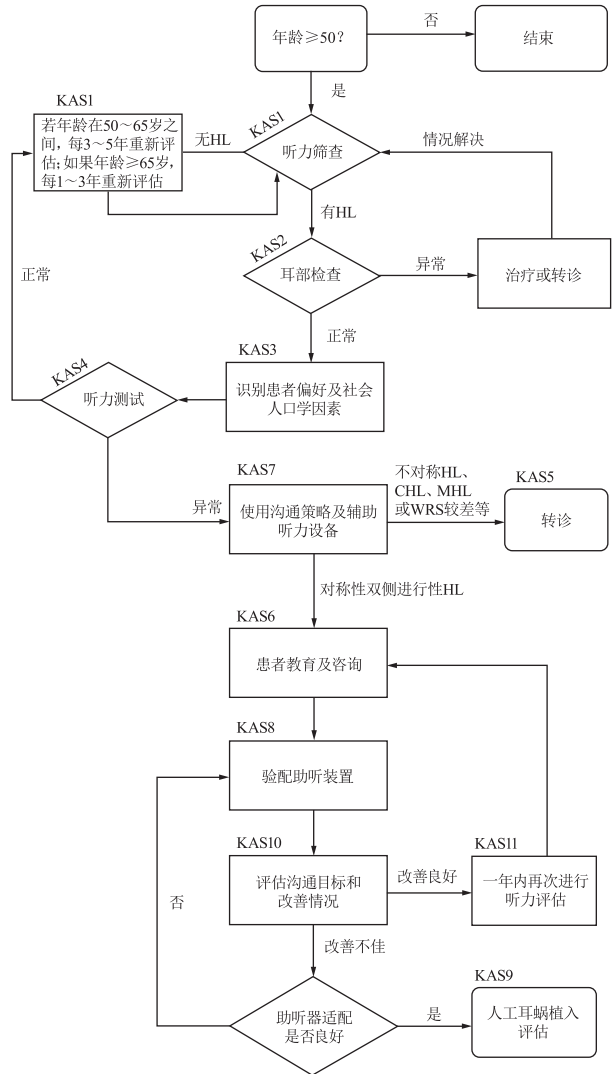 年龄≥50?
否
结束
是
KAS1
若年龄在50～65岁之
间，每3～5年重新评
估；如果年龄≥65岁，
每1～3年重新评估
无HL
KAS1
听力筛查
情况解决
有HL
KAS2
耳部检查
异常
治疗或转诊
正常
正常
KAS3
识别患者偏好及社会
人口学因素
KAS4
听力测试
异常
KAS7
使用沟通策略及辅助
听力设备
不对称HL、
CHL、MHL
或WRS较差等
KAS5
转诊
对称性双侧进行性HL
KAS6
患者教育及咨询
KAS8
验配助听装置
KAS10
评估沟通目标和
改善情况
改善良好
KAS11
一年内再次进行
听力评估
否
改善不佳
助听器适配
是否良好
是
KAS9
人工耳蜗植入
评估